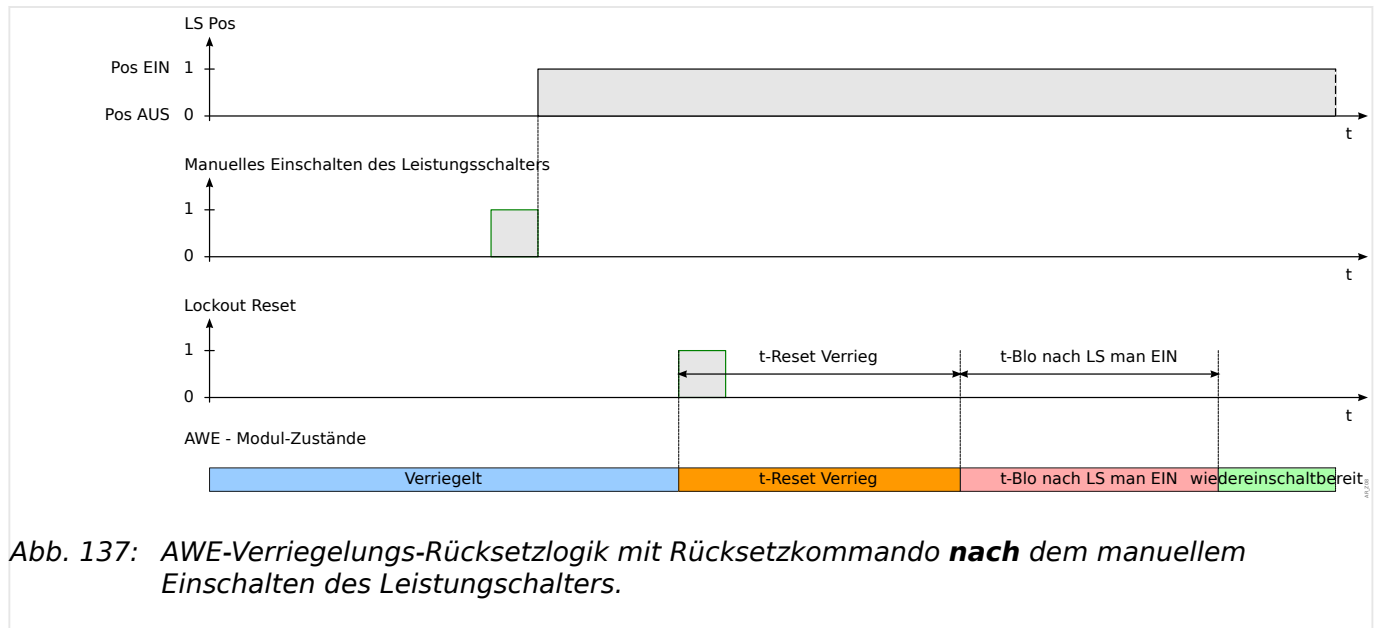 LS Pos
Pos EIN 1
Pos AUS 0
t
Manuelles Einschalten des Leistungsschalters
1
0
t
Lockout Reset
1
t-Reset Verrieg t-Blo nach LS man EIN
0
t
AWE - Modul-Zustände
Verriegelt t-Reset Verrieg t-Blo nach LS man EIN wiedereinschaltbereit
Abb. 137: AWE-Verriegelungs-Rücksetzlogik mit Rücksetzkommando nach dem manuellem
Einschalten des Leistungschalters.